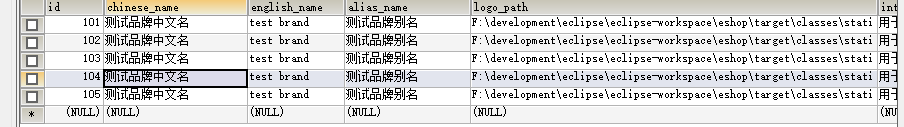 id chinese_name english_name alias_name logo_path int
101 测试品牌中文名 test brand 测试品牌别名 F:\development\eclipse\eclipse-workspace\eshop\target\classes\stati 用于
102 测试品牌中文名 test brand 测试品牌别名 F:\development\eclipse\eclipse-workspace\eshop\target\classes\stati 用于
103 测试品牌中文名 test brand 测试品牌别名 F:\development\eclipse\eclipse-workspace\eshop\target\classes\stati 用于
104 测试品牌中文名 test brand 测试品牌别名 F:\development\eclipse\eclipse-workspace\eshop\target\classes\stati 用于
105 测试品牌中文名 test brand 测试品牌别名 F:\development\eclipse\eclipse-workspace\eshop\target\classes\stati 用于
* (NULL) (NULL) (NULL) (NULL) (NULL) (NU